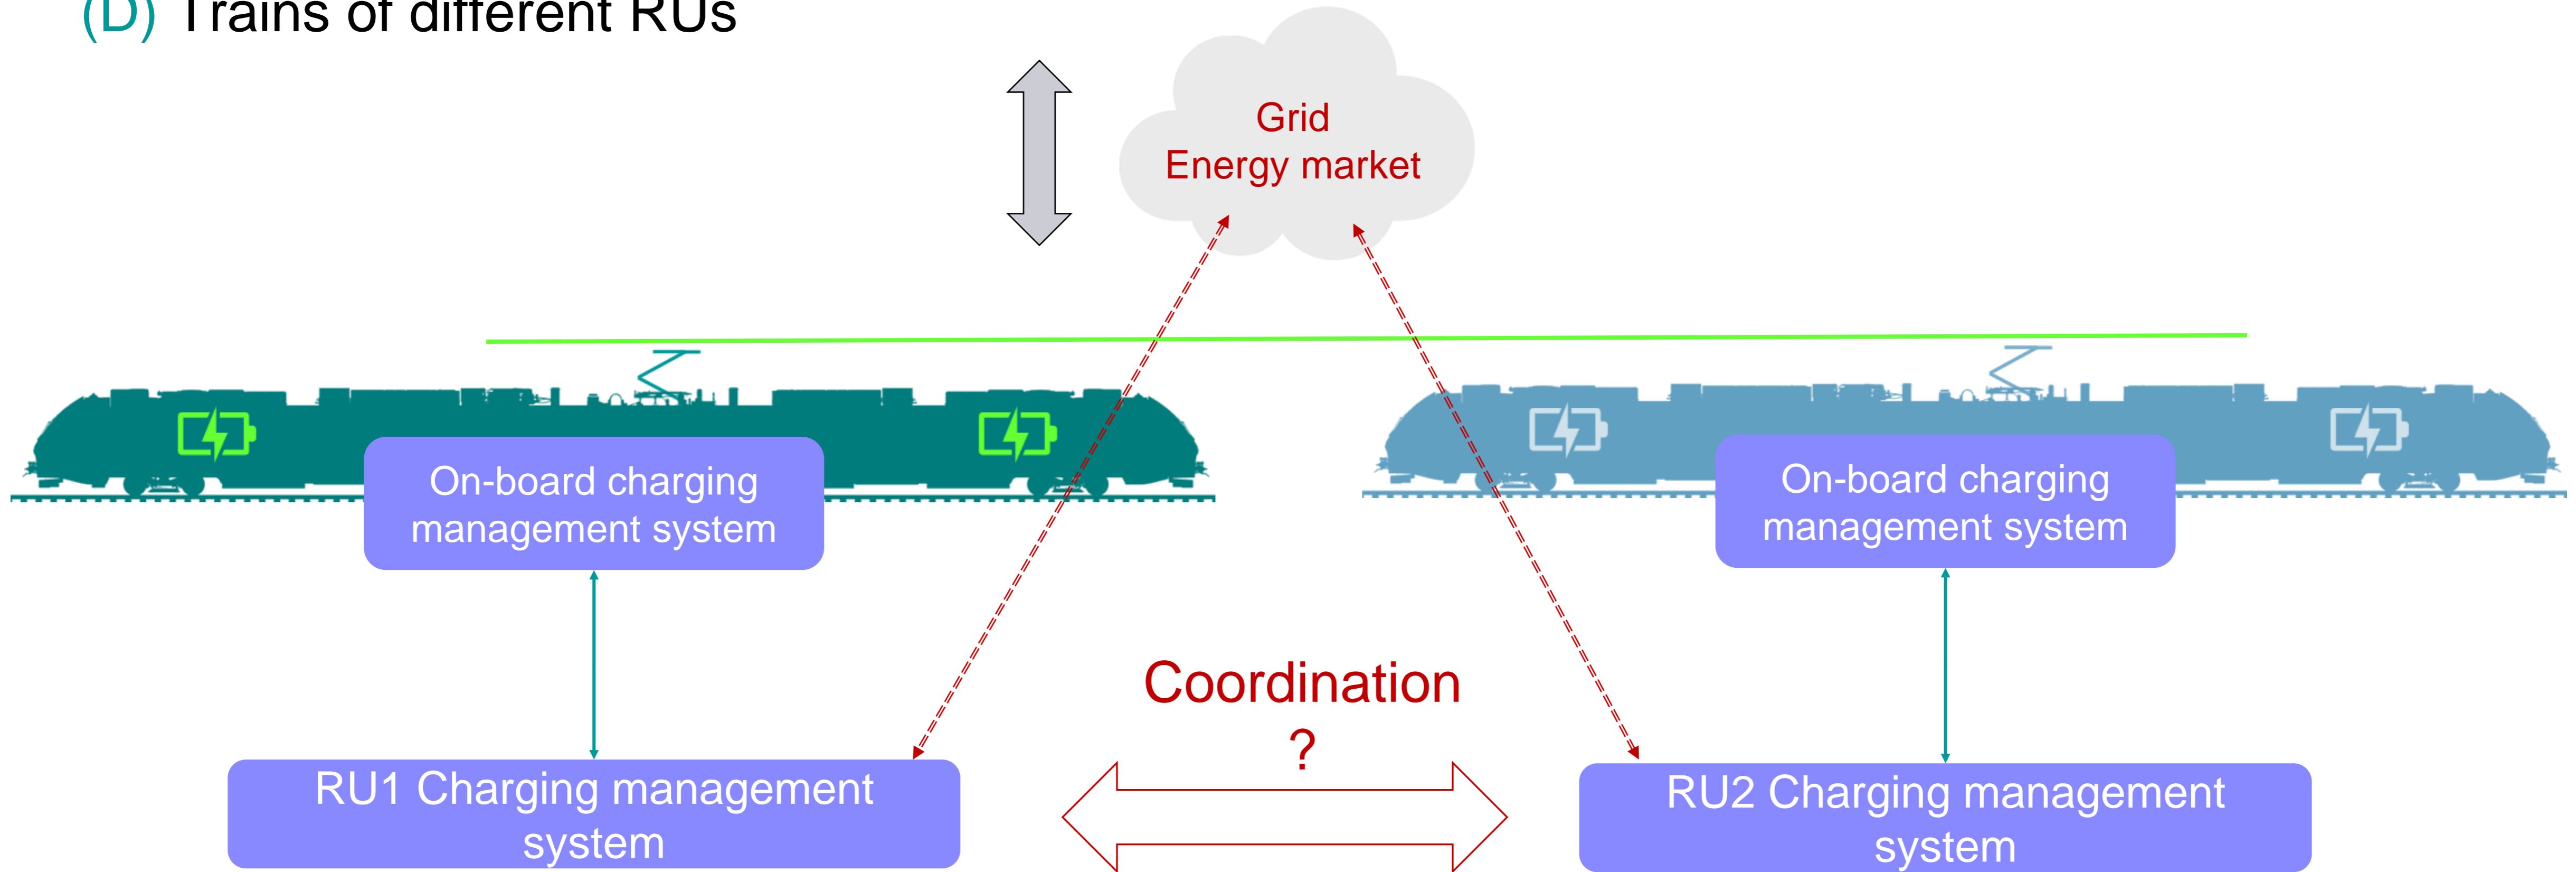 (D) Trains of different RUs
Grid
Energy market
On-board charging
management system
On-board charging
management system
Coordination
?
RU1 Charging management
system
RU2 Charging management
system